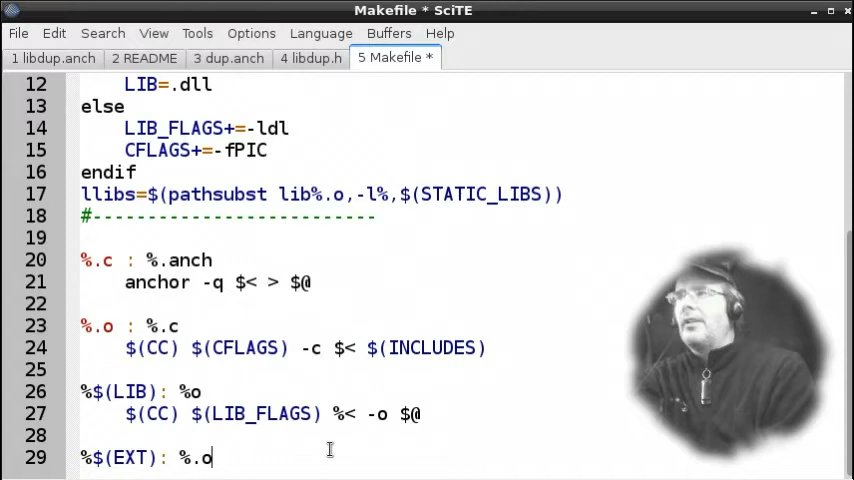 Makefile * SciTE
File Edit Search View Tools Options Language Buffers Help
1 libdup.anch 2 README 3 dup.anch 4 libdup.h 5 Makefile *
12 LIB=.dll
13 else
14 LIB_FLAGS+=-ldl
15 CFLAGS+=-fPIC
16 endif
17 llibs=$(pathsubst lib%.o,-l%,$(STATIC_LIBS))
18 #-------------------------
19
20 %.c : %.anch
21 anchor -q $< > $@
22
23 %.o : %.c
24 $(CC) $(CFLAGS) -c $< $(INCLUDES)
25
26 %$(LIB): %o
27 $(CC) $(LIB_FLAGS) %< -o $@
28
29 %$(EXT): %.o